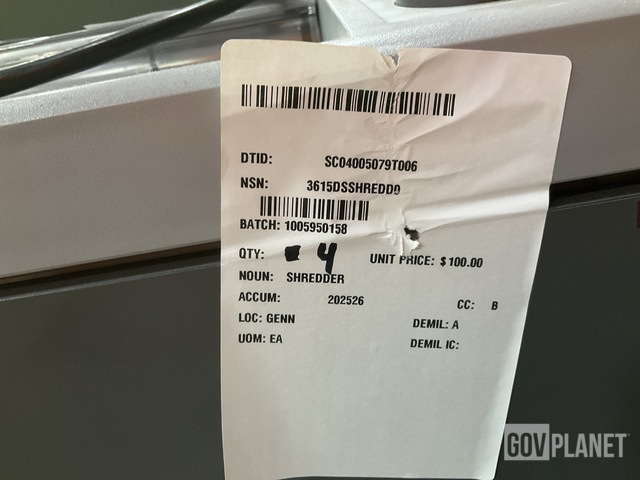 DTID: SC04005079T006
NSN: 3615DSSHREDD0
BATCH: 1005950158
QTY: 4 UNIT PRICE: $100.00
NOUN: SHREDDER
ACCUM: 202526 CC: B
LOC: GENN DEMIL: A
UOM: EA DEMIL IC:
GOVPLANET